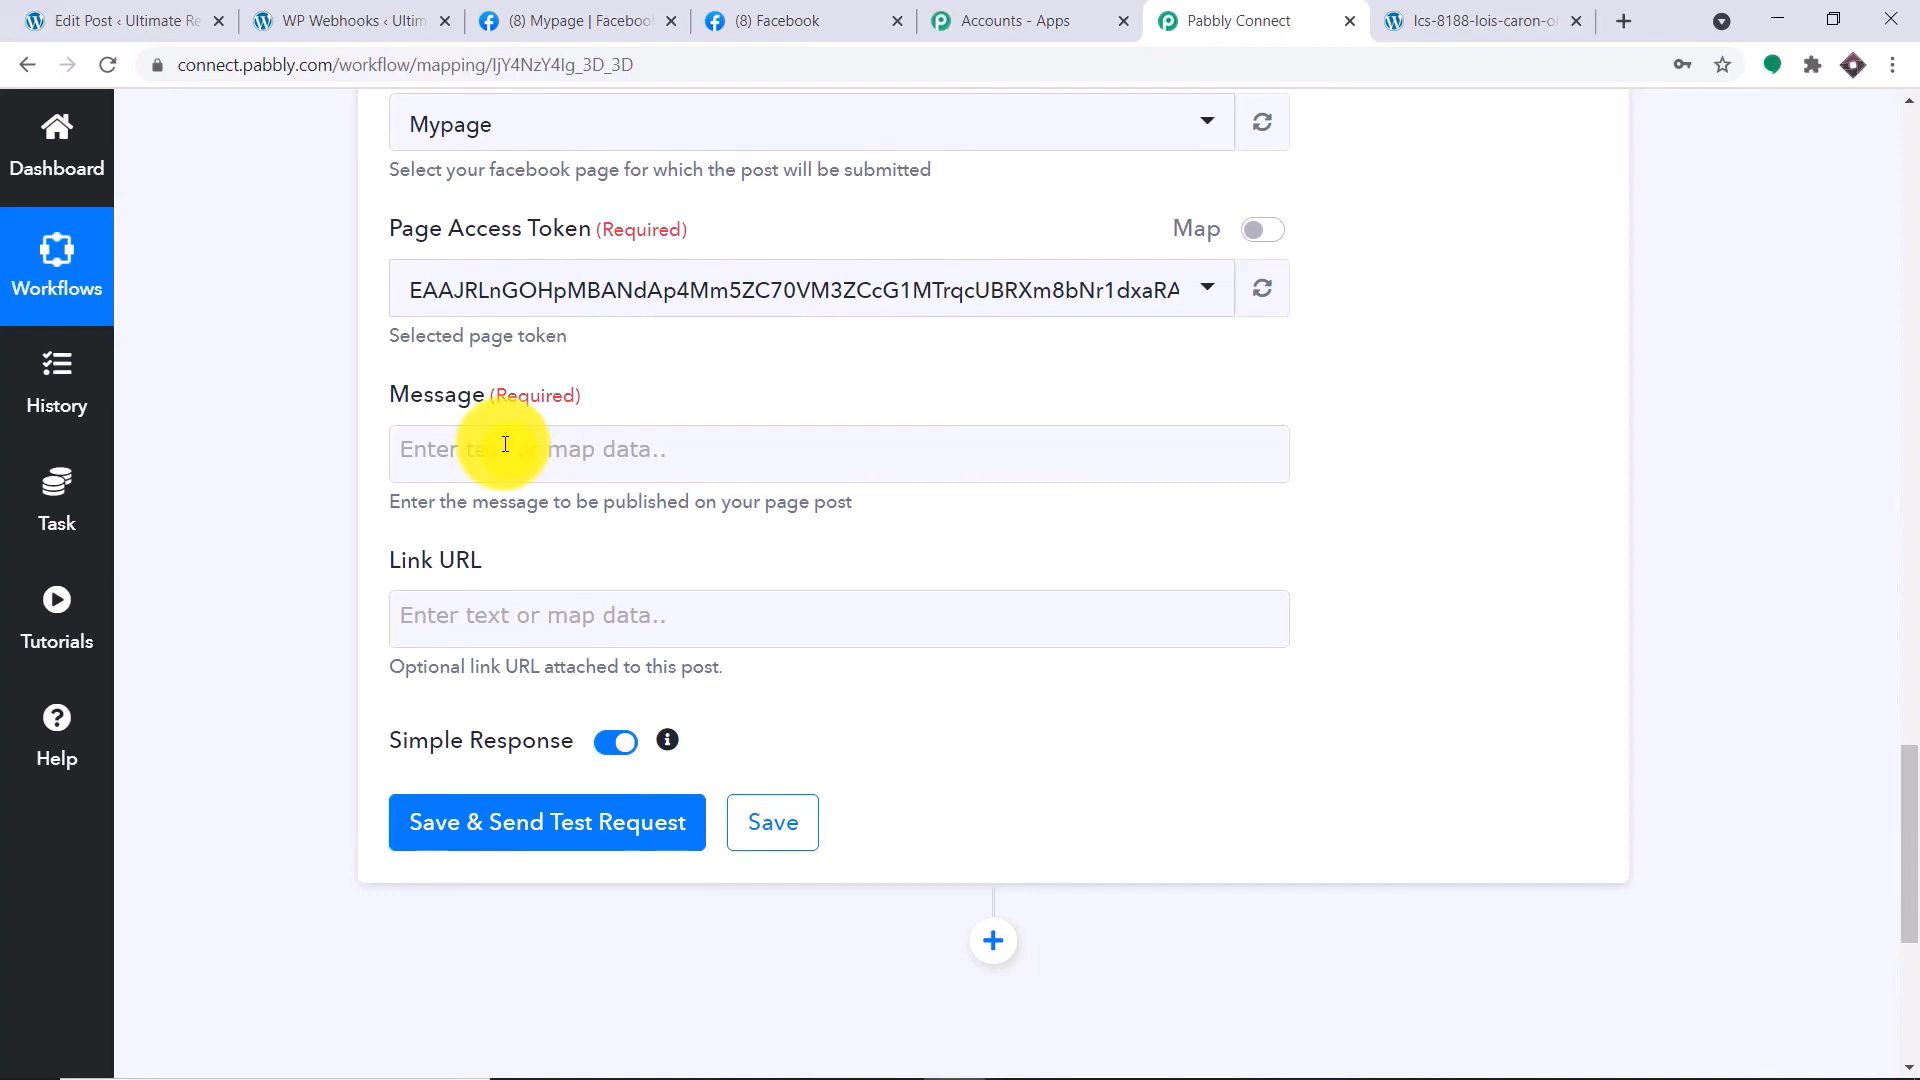 Edit Post ‹ Ultimate Re
WP Webhooks ‹ Ultim
(8) Mypage | Facebook
(8) Facebook
Accounts - Apps
Pabbly Connect
lcs-8188-lois-caron-o
connect.pabbly.com/workflow/mapping/IjY4NzY4Ig_3D_3D
Dashboard
Workflows
History
Task
Tutorials
Help
Mypage
Select your facebook page for which the post will be submitted
Page Access Token (Required)
Map
EAAJRLnGOHpMBANdAp4Mm5ZC70VM3ZCcG1MTrqcUBRXm8bNr1dxaRA
Selected page token
Message (Required)
Enter text or map data..
Enter the message to be published on your page post
Link URL
Enter text or map data..
Optional link URL attached to this post.
Simple Response
Save & Send Test Request
Save